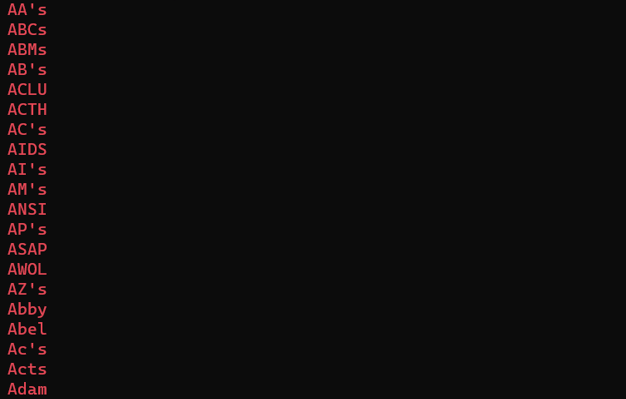 AA's
ABCs
ABMs
AB's
ACLU
ACTH
AC's
AIDS
AI's
AM's
ANSI
AP's
ASAP
AWOL
AZ's
Abby
Abel
Ac's
Acts
Adam